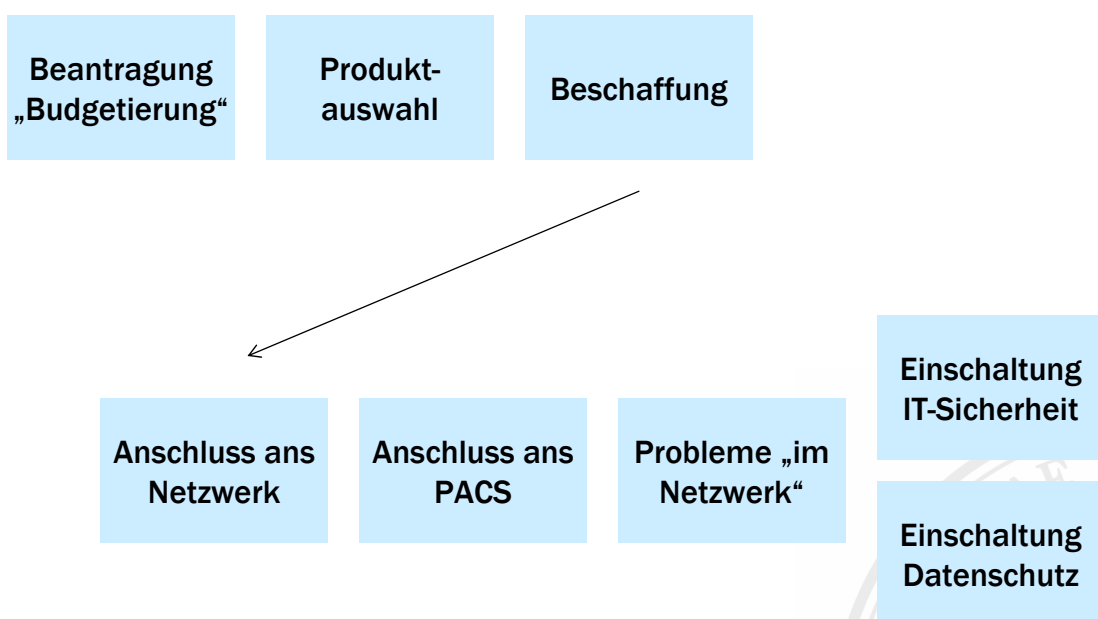 Beantragung
„Budgetierung“
Produkt-
auswahl
Beschaffung
Einschaltung
IT-Sicherheit
Anschluss ans
Netzwerk
Anschluss ans
PACS
Probleme „im
Netzwerk“
Einschaltung
Datenschutz